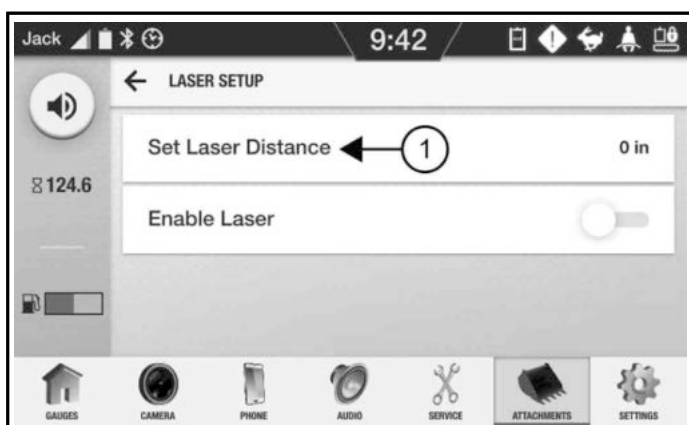 Jack 9:42
LASER SETUP
Set Laser Distance 1 0 in
124.6
Enable Laser
GAUGES CAMERA PHONE AUDIO SERVICE ATTACHMENTS SETTINGS